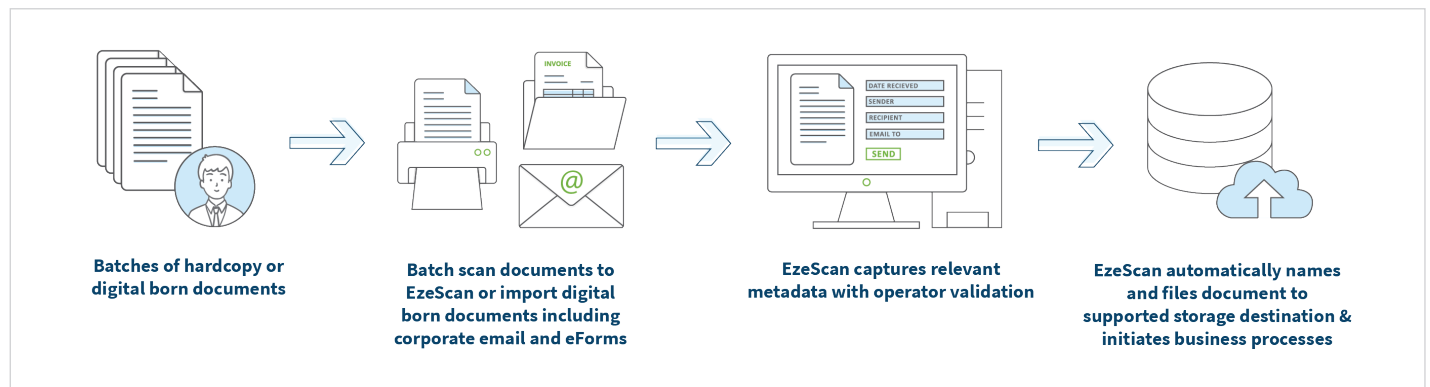 INVOICE
@
DATE RECIEVED
SENDER
RECIPIENT
EMAIL TO
SEND
Batches of hardcopy or
digital born documents
Batch scan documents to
EzeScan or import digital
born documents including
corporate email and eForms
EzeScan captures relevant
metadata with operator validation
EzeScan automatically names
and files document to
supported storage destination &
initiates business processes